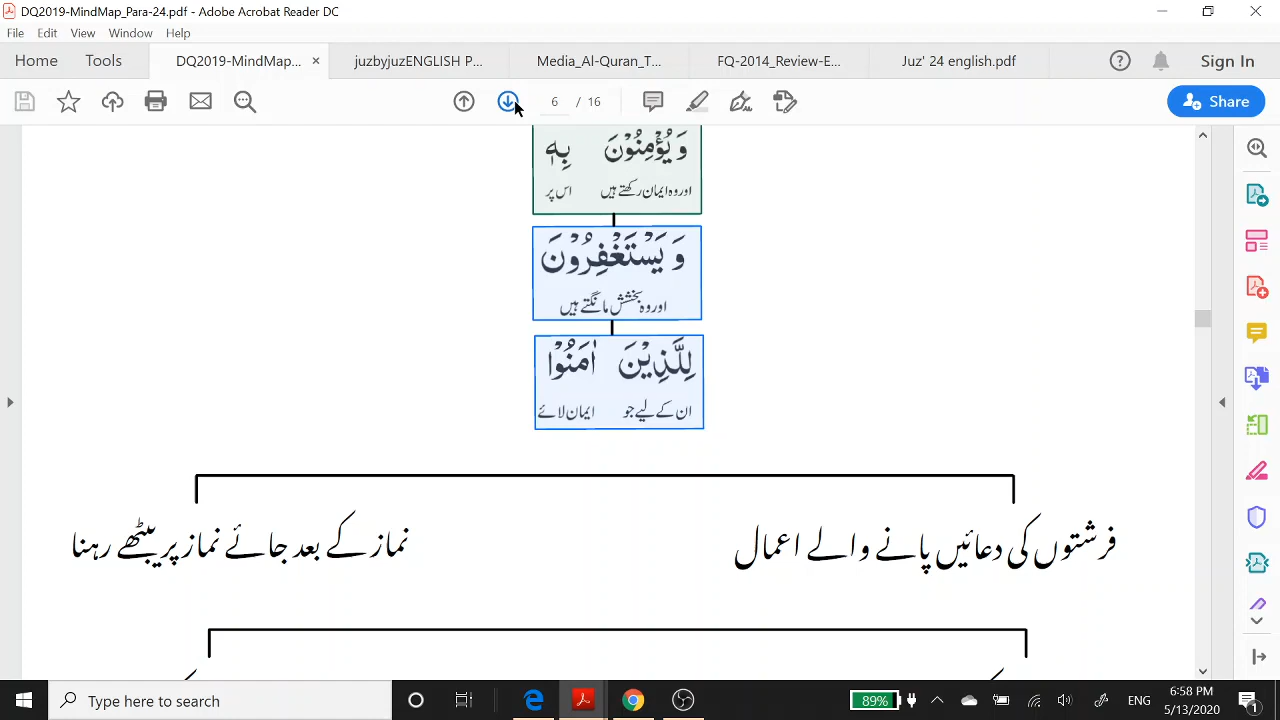 DQ2019-MindMap_Para-24.pdf - Adobe Acrobat Reader DC
File Edit View Window Help
Home Tools DQ2019-MindMap... × juzbyjuzENGLISH P... Media_Al-Quran_T... FQ-2014_Review-E... Juz' 24 english.pdf Sign In
6 / 16 Share
وَ يُؤْمِنُوْنَ بِهٖ
اور وہ ایمان رکھتے ہیں اس پر
وَ يَسْتَغْفِرُوْنَ
اور وہ بخشش مانگتے ہیں
لِلَّذِيْنَ اٰمَنُوْا
ان کے لیے جو ایمان لائے
فرشتوں کی دعائیں پانے والے اعمال نماز کے بعد جائے نماز پر بیٹھے رہنا
Type here to search 89% ENG 6:58 PM
5/13/2020 1